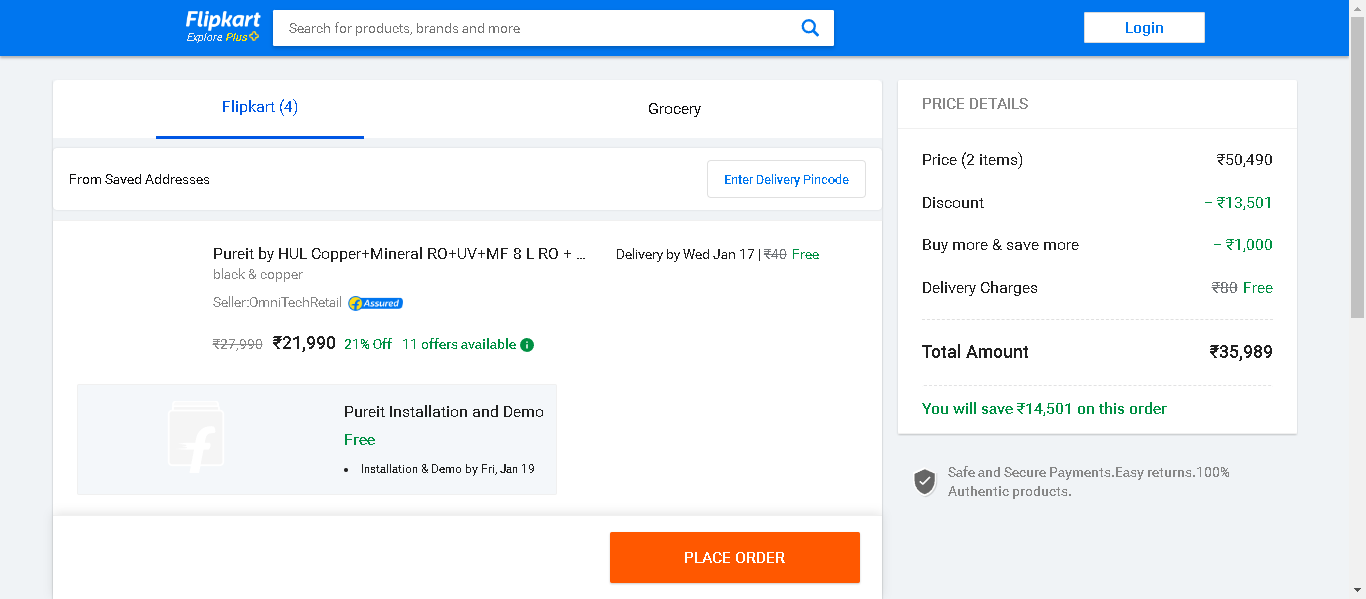 Flipkart
Explore Plus
Search for products, brands and more
Login
Flipkart (4)
Grocery
From Saved Addresses
Enter Delivery Pincode
Pureit by HUL Copper+Mineral RO+UV+MF 8 L RO + ...
Delivery by Wed Jan 17 | ₹40 Free
black & copper
Seller:OmniTechRetail
f Assured
₹27,990 ₹21,990 21% Off 11 offers available
Pureit Installation and Demo
Free
• Installation & Demo by Fri, Jan 19
PLACE ORDER
PRICE DETAILS
Price (2 items) ₹50,490
Discount − ₹13,501
Buy more & save more − ₹1,000
Delivery Charges ₹80 Free
Total Amount ₹35,989
You will save ₹14,501 on this order
Safe and Secure Payments.Easy returns.100%
Authentic products.